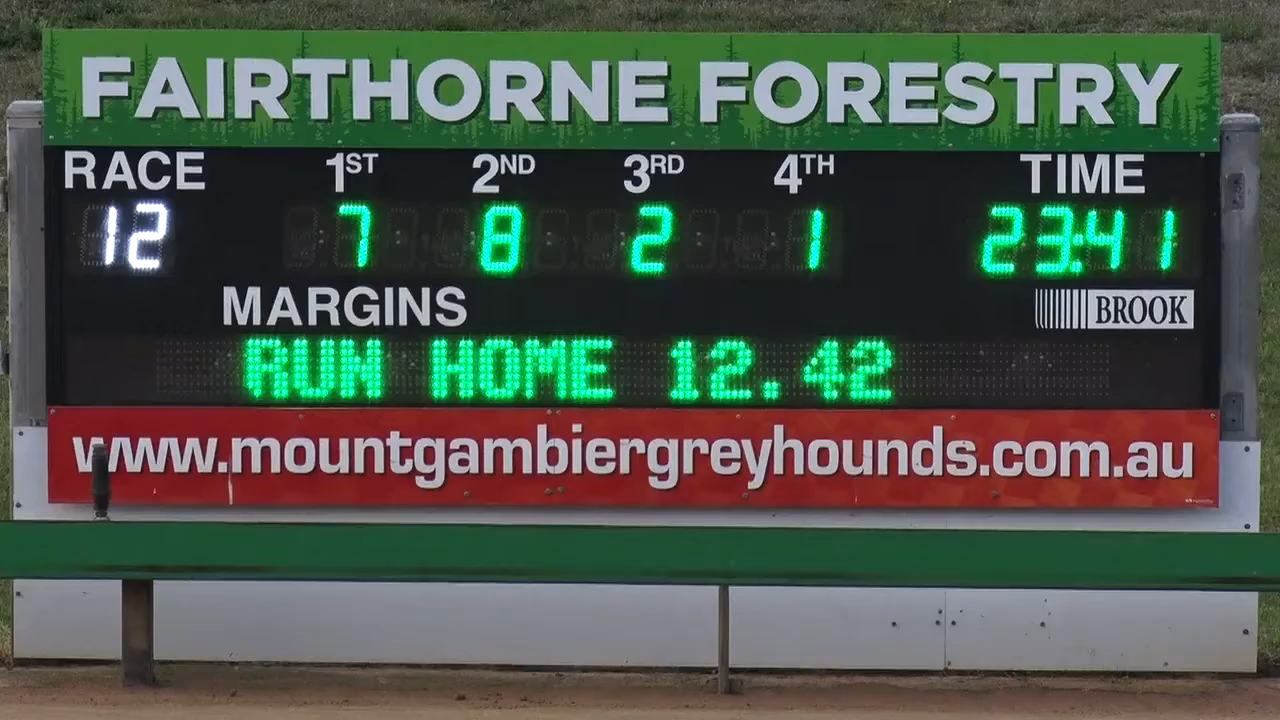 FAIRTHORNE FORESTRY
RACE 1ST 2ND 3RD 4TH TIME
12 7 8 2 1 23:41
MARGINS BROOK
RUN HOME 12.42
www.mountgambiergreyhounds.com.au